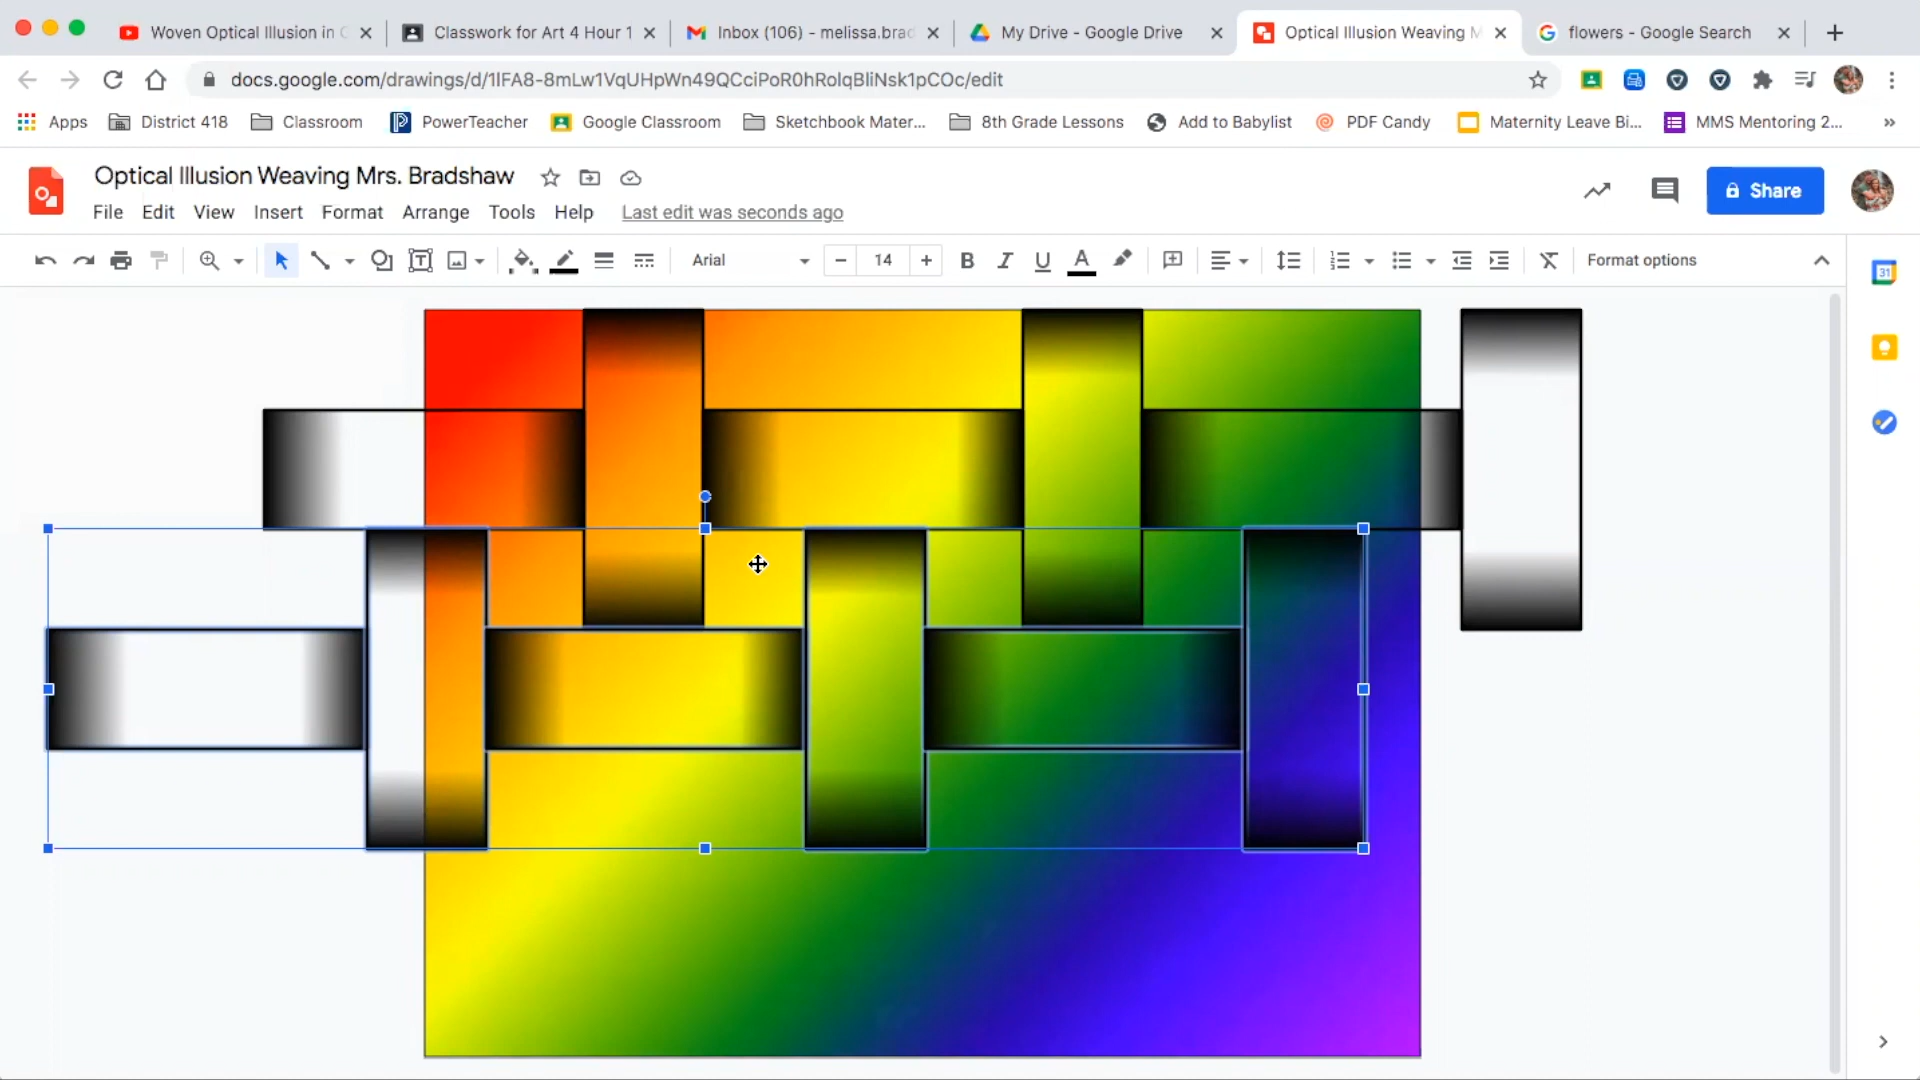 Woven Optical Illusion in C
Classwork for Art 4 Hour 1
Inbox (106) - melissa.brad
My Drive - Google Drive
Optical Illusion Weaving M
flowers - Google Search
docs.google.com/drawings/d/1lFA8-8mLw1VqUHpWn49QCciPoR0hRolqBliNsk1pCOc/edit
Apps
District 418
Classroom
PowerTeacher
Google Classroom
Sketchbook Mater...
8th Grade Lessons
Add to Babylist
PDF Candy
Maternity Leave Bi...
MMS Mentoring 2...
Optical Illusion Weaving Mrs. Bradshaw
Share
File Edit View Insert Format Arrange Tools Help Last edit was seconds ago
Arial 14 Format options
31